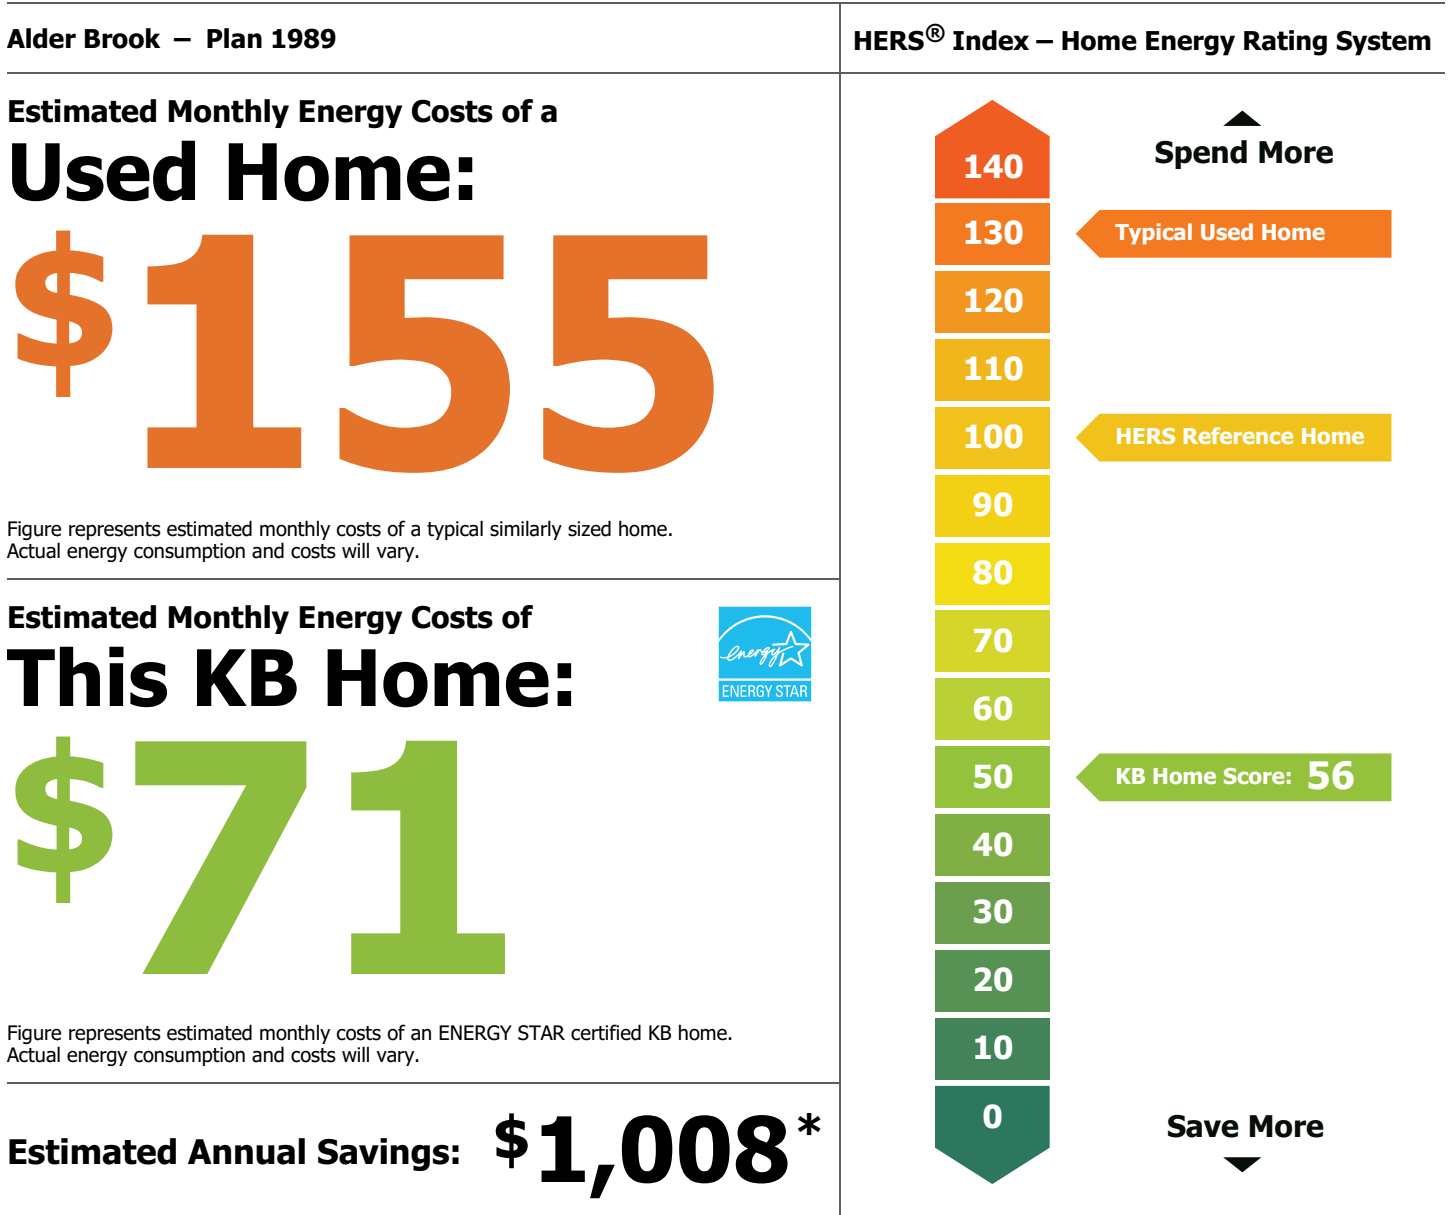 Alder Brook – Plan 1989
Estimated Monthly Energy Costs of a
Used Home:
$155
Figure represents estimated monthly costs of a typical similarly sized home.
Actual energy consumption and costs will vary.
Estimated Monthly Energy Costs of
This KB Home:
energy
ENERGY STAR
$71
Figure represents estimated monthly costs of an ENERGY STAR certified KB home.
Actual energy consumption and costs will vary.
Estimated Annual Savings: $1,008*
HERS® Index – Home Energy Rating System
Spend More
140
130 Typical Used Home
120
110
100 HERS Reference Home
90
80
70
60
50 KB Home Score: 56
40
30
20
10
0
Save More